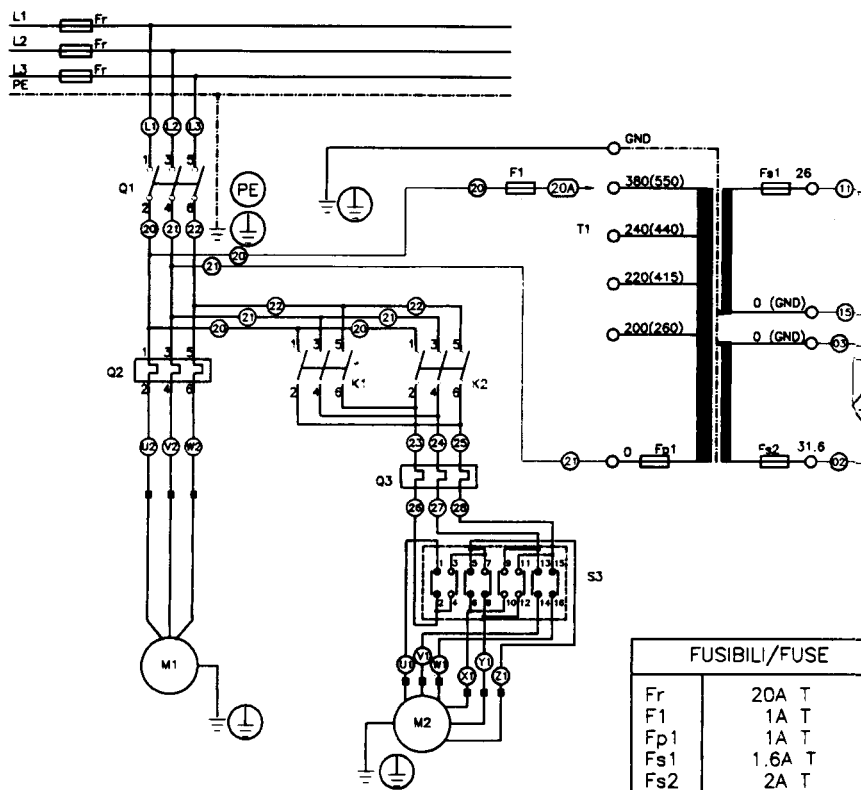 L1 Fr
L2 Fr
L3 Fr
PE
L1 L2 L3
GND
1 3 5
Q1
PE
20 F1 20A
380(550)
Fs1 26 11
2 4 6
20 21 22
T1 240(440)
20
21
220(415)
22 22
21 21
20 20
0 (GND) 15
200(260)
0 (GND) 03
1 3 5
1 3 5
1 3 5
Q2
2 4 6
2 4 6
K1
2 4 6
K2
U2 V2 W2
23 24 25
21 0 Fp1
Fs2 31.6 02
Q3
26 27 28
1 3 5 7 9 11 13 15
S3
2 4 6 8 10 12 14 16
M1
U1 V1 W1 X1 Y1 Z1
M2
FUSIBILI/FUSE
Fr 20A T
F1 1A T
Fp1 1A T
Fs1 1.6A T
Fs2 2A T